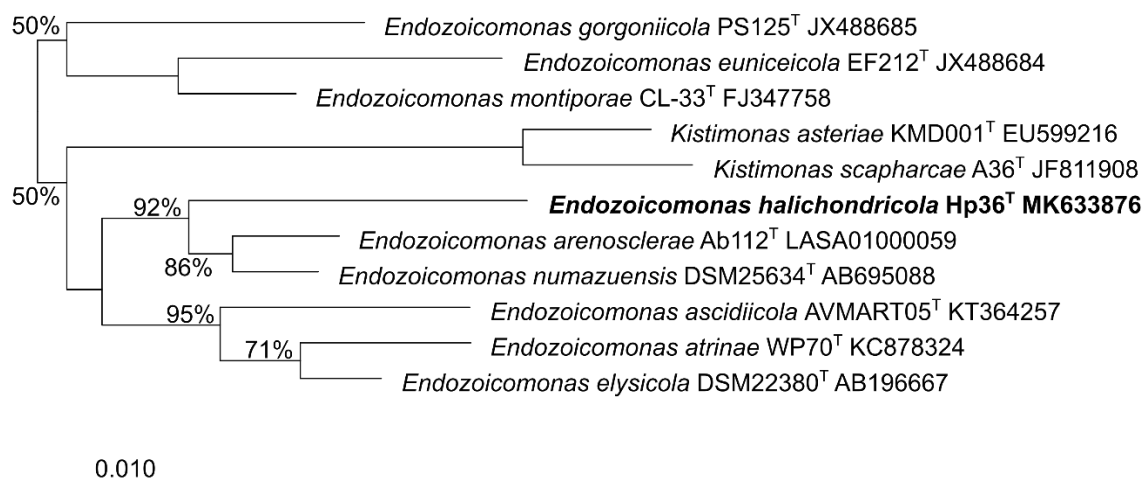 50%
Endozoicomonas gorgoniicola PS125ᵀ JX488685
Endozoicomonas euniceicola EF212ᵀ JX488684
Endozoicomonas montiporae CL-33ᵀ FJ347758
Kistimonas asteriae KMD001ᵀ EU599216
Kistimonas scapharcae A36ᵀ JF811908
50%
92% Endozoicomonas halichondricola Hp36ᵀ MK633876
Endozoicomonas arenosclerae Ab112ᵀ LASA01000059
86% Endozoicomonas numazuensis DSM25634ᵀ AB695088
95% Endozoicomonas ascidiicola AVMART05ᵀ KT364257
71% Endozoicomonas atrinae WP70ᵀ KC878324
Endozoicomonas elysicola DSM22380ᵀ AB196667
0.010